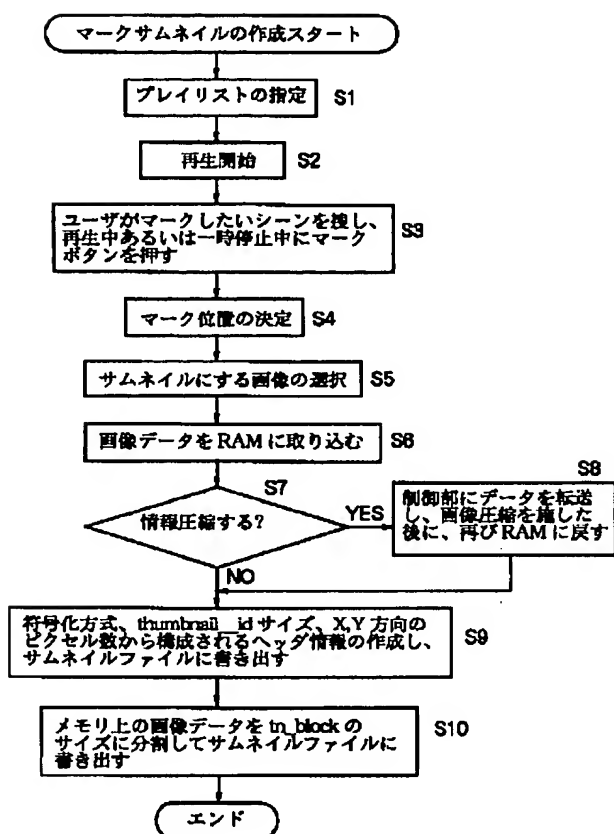 マークサムネイルの作成スタート
プレイリストの指定 S1
再生開始 S2
ユーザがマークしたいシーンを捜し、
再生中あるいは一時停止中にマーク
ボタンを押す
S3
マーク位置の決定 S4
サムネイルにする画像の選択 S5
画像データをRAMに取り込む S6
S7
情報圧縮する?
YES
NO
S8
制御部にデータを転送
し、画像圧縮を施した
後に、再びRAMに戻す
符号化方式、thumbnail_idサイズ、X,Y方向の
ピクセル数から構成されるヘッダ情報の作成し、
サムネイルファイルに書き出す
S9
メモリ上の画像データをtn_blockの
サイズに分割してサムネイルファイルに
書き出す
S10
エンド